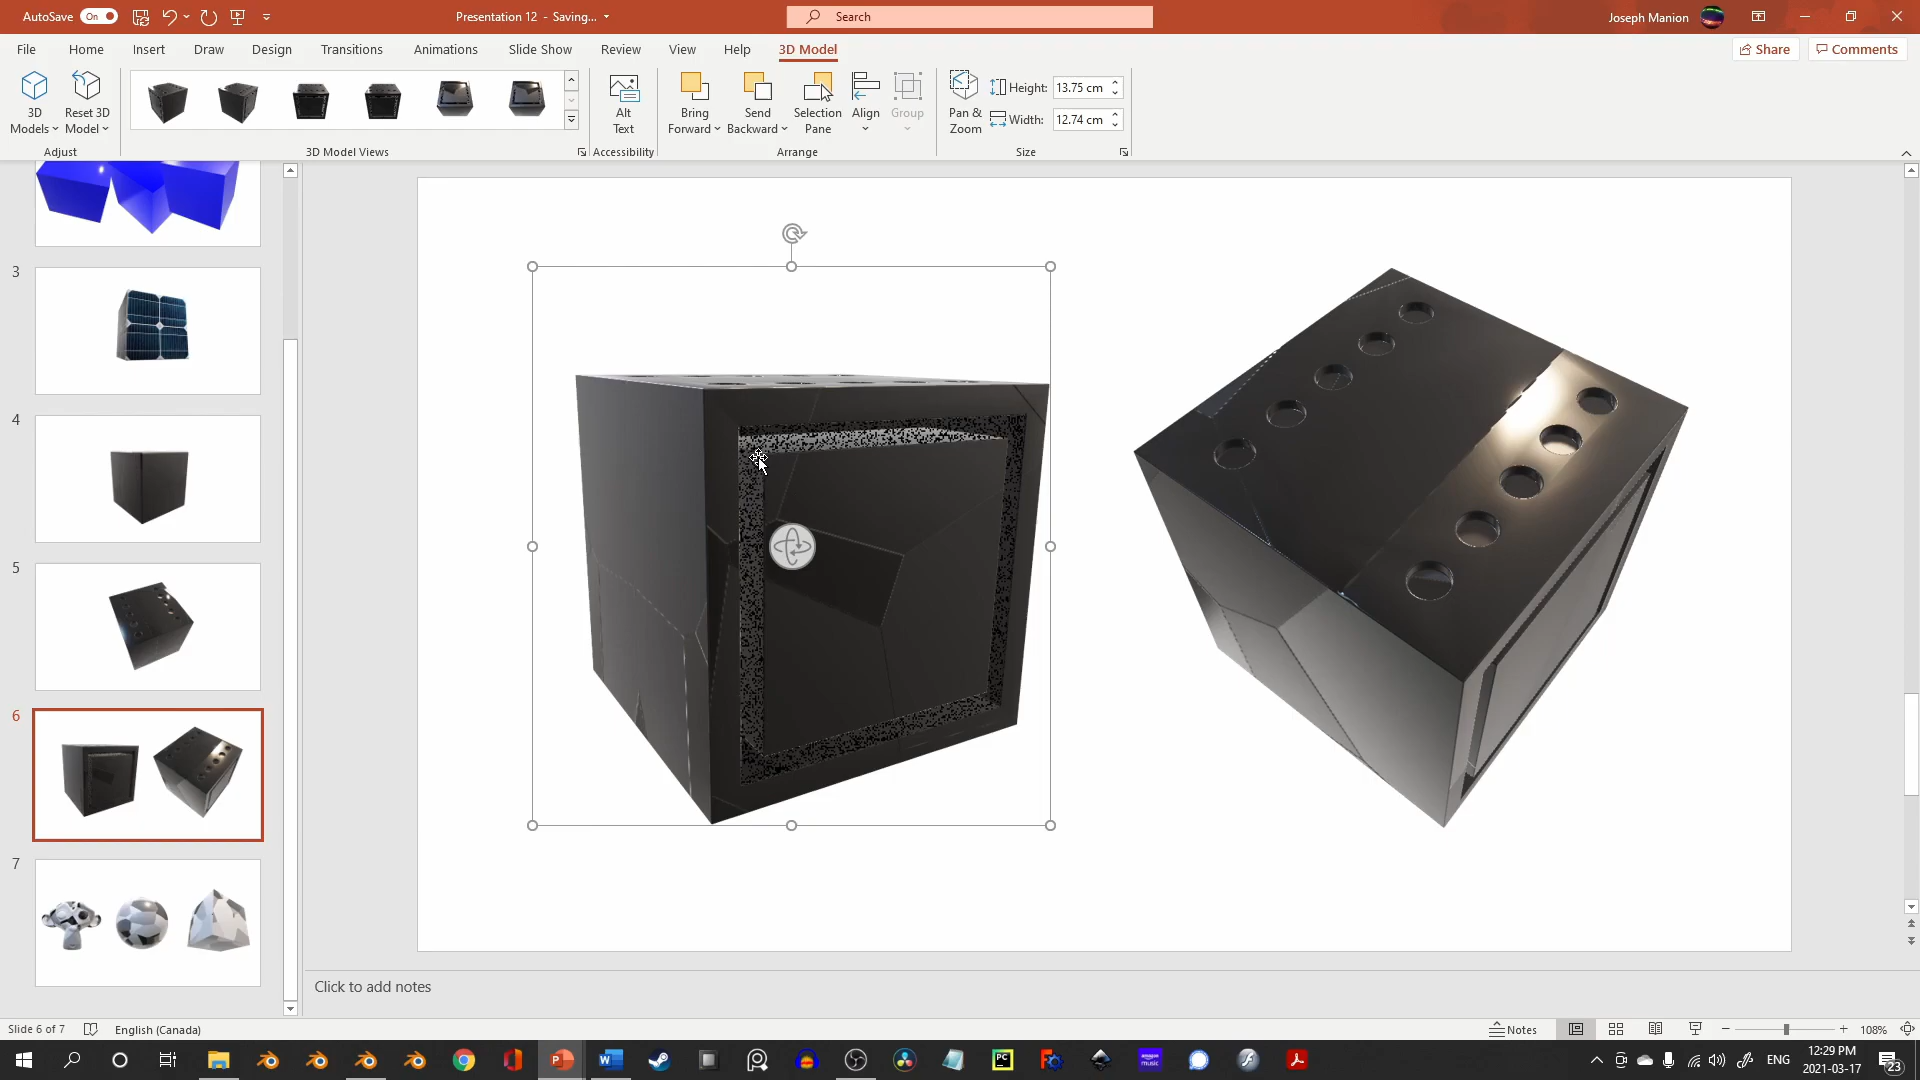 AutoSave On
Presentation 12 - Saving...
Search
Joseph Manion
File Home Insert Draw Design Transitions Animations Slide Show Review View Help 3D Model
Share Comments
3D Models
Reset 3D Model
Adjust
3D Model Views
Alt Text
Accessibility
Bring Forward
Send Backward
Selection Pane
Align
Group
Arrange
Pan & Zoom
Height: 13.75 cm
Width: 12.74 cm
Size
3
4
5
6
7
Click to add notes
Slide 6 of 7
English (Canada)
Notes
108%
PC
amazon music
ENG
12:29 PM
2021-03-17
23